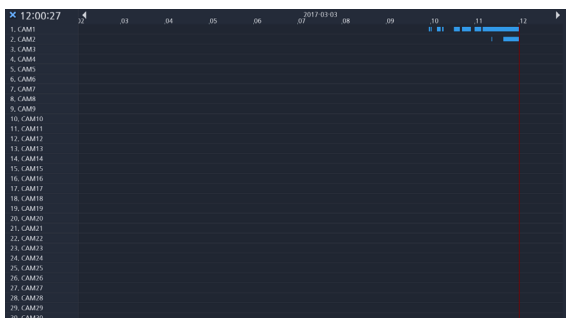 × 12:00:27
2017-03-03
02 ,03 ,04 ,05 ,06 ,07 ,08 ,09 ,10 ,11 ,12
1. CAM1
2. CAM2
3. CAM3
4. CAM4
5. CAM5
6. CAM6
7. CAM7
8. CAM8
9. CAM9
10. CAM10
11. CAM11
12. CAM12
13. CAM13
14. CAM14
15. CAM15
16. CAM16
17. CAM17
18. CAM18
19. CAM19
20. CAM20
21. CAM21
22. CAM22
23. CAM23
24. CAM24
25. CAM25
26. CAM26
27. CAM27
28. CAM28
29. CAM29
30. CAM30